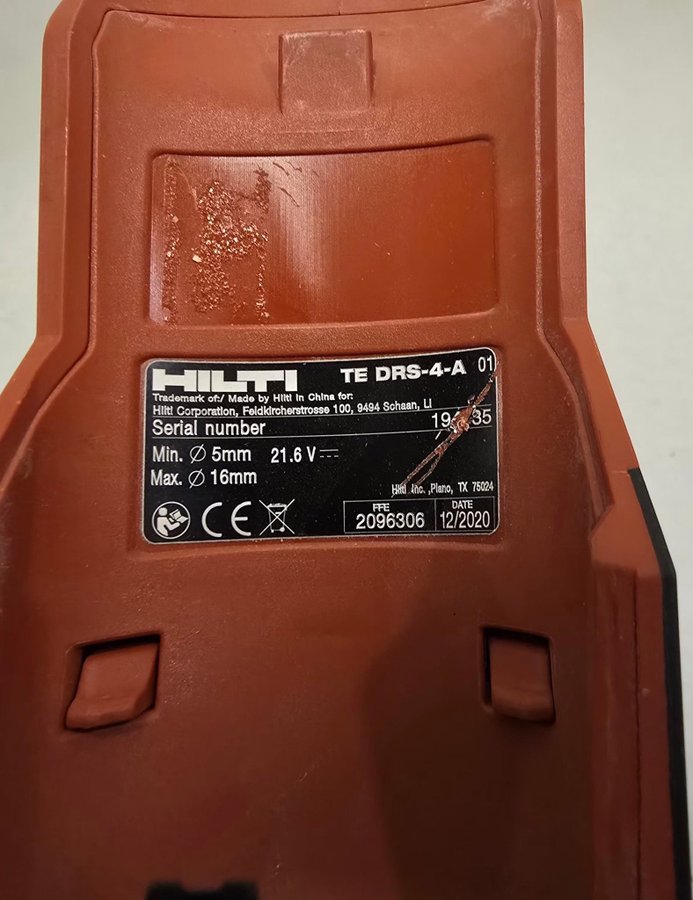 HILTI TE DRS-4-A 01
Trademark of:/ Made by Hilti in China for:
Hilti Corporation, Feldkircherstrosse 100, 9494 Schaan, LI
Serial number
Min. ∅ 5mm 21.6 V⎓
Max. ∅ 16mm
Hilti Inc. ,Plano, TX 75024
CE
DATE
2096306 12/2020